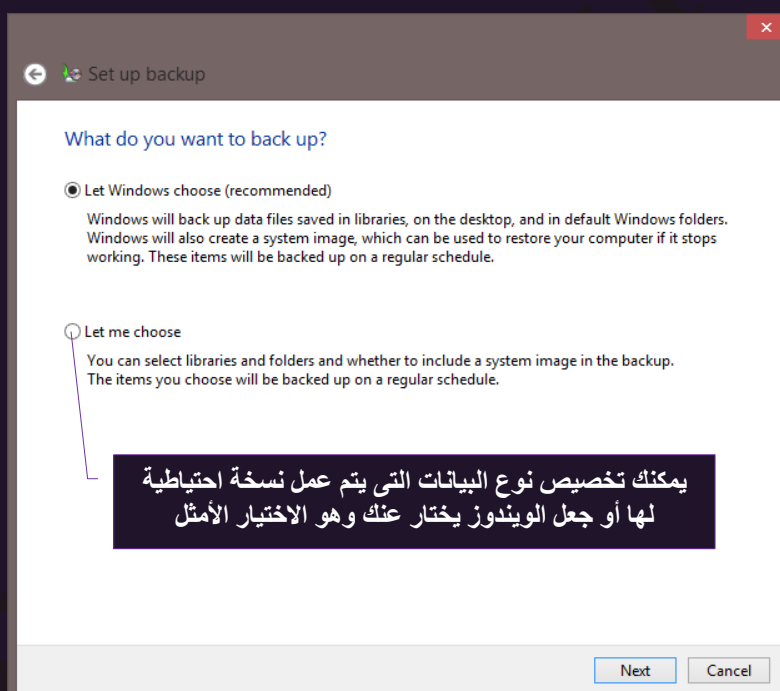 Set up backup
What do you want to back up?
Let Windows choose (recommended)
Windows will back up data files saved in libraries, on the desktop, and in default Windows folders.
Windows will also create a system image, which can be used to restore your computer if it stops
working. These items will be backed up on a regular schedule.
Let me choose
You can select libraries and folders and whether to include a system image in the backup.
The items you choose will be backed up on a regular schedule.
يمكنك تخصيص نوع البيانات التى يتم عمل نسخة احتياطية
لها أو جعل الويندوز يختار عنك وهو الاختيار الأمثل
Next Cancel